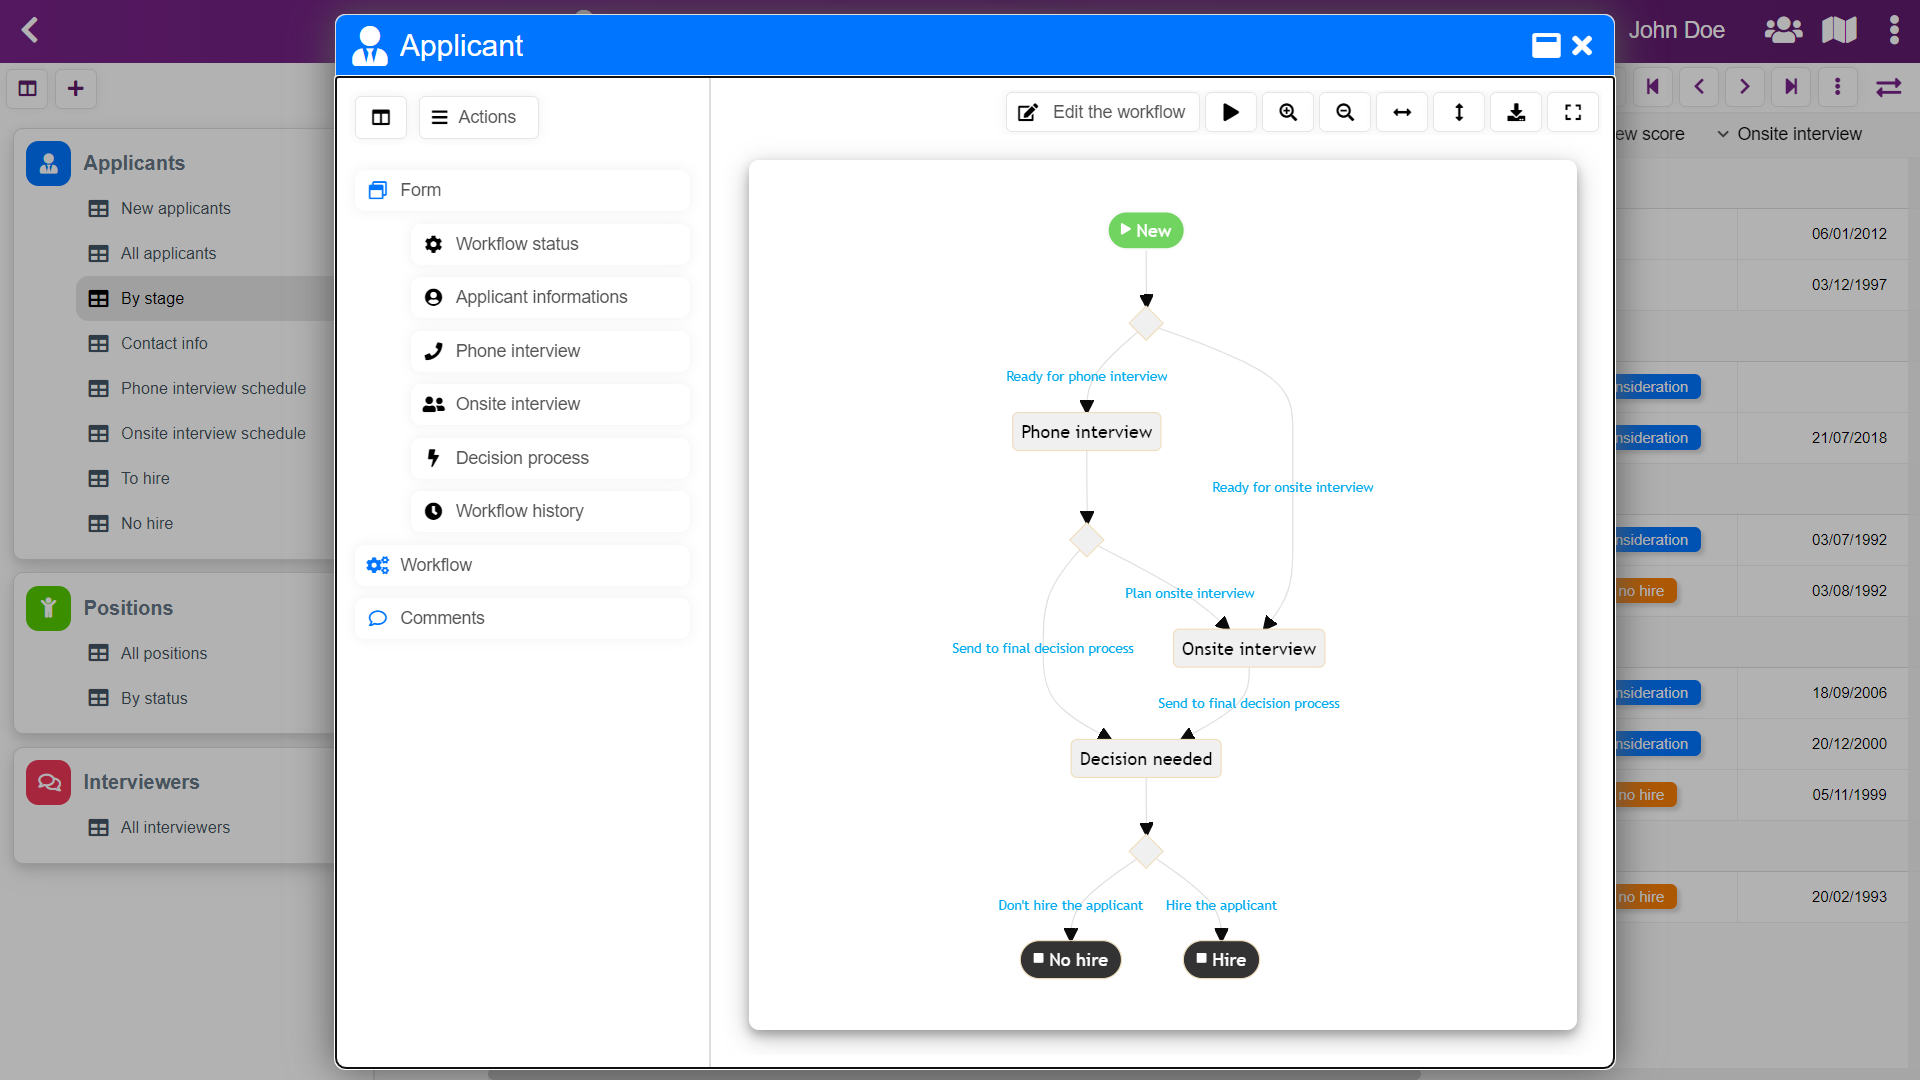 Applicant
John Doe
Actions
Edit the workflow
Applicants
New applicants
All applicants
By stage
Contact info
Phone interview schedule
Onsite interview schedule
To hire
No hire
Positions
All positions
By status
Interviewers
All interviewers
Form
Workflow status
Applicant informations
Phone interview
Onsite interview
Decision process
Workflow history
Workflow
Comments
New
Ready for phone interview
Phone interview
Ready for onsite interview
Plan onsite interview
Send to final decision process
Onsite interview
Send to final decision process
Decision needed
Don't hire the applicant
Hire the applicant
No hire
Hire
score
Onsite interview
06/01/2012
03/12/1997
21/07/2018
03/07/1992
no hire
03/08/1992
18/09/2006
20/12/2000
no hire
05/11/1999
no hire
20/02/1993